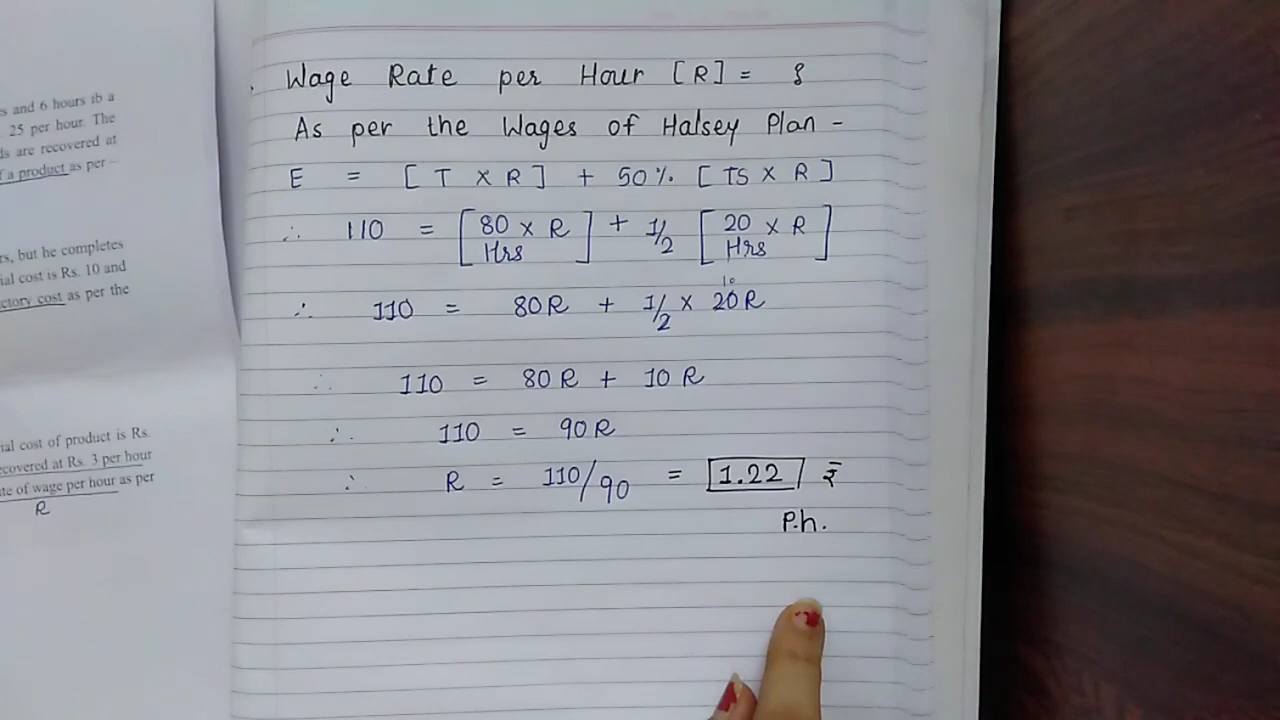 s and 6 hours ib a
25 per hour. The
ds are recovered at
f a product as per –
rs, but he completes
ial cost is Rs. 10 and
ctory cost as per the
ial cost of product is Rs.
ecovered at Rs. 3 per hour
te of wage per hour as per
R
Wage Rate per Hour [R] = ?
As per the Wages of Halsey Plan -
E = [ T X R ] + 50 %. [ TS X R ]
∴ 110 = [ 80 × R ] + 1/2 [ 20 × R ]
Hrs Hrs
10
∴ 110 = 80R + 1/2 × 20R
∴ 110 = 80R + 10 R
∴ 110 = 90R
∴ R = 110/90 = 1.22 ₹
P.h.